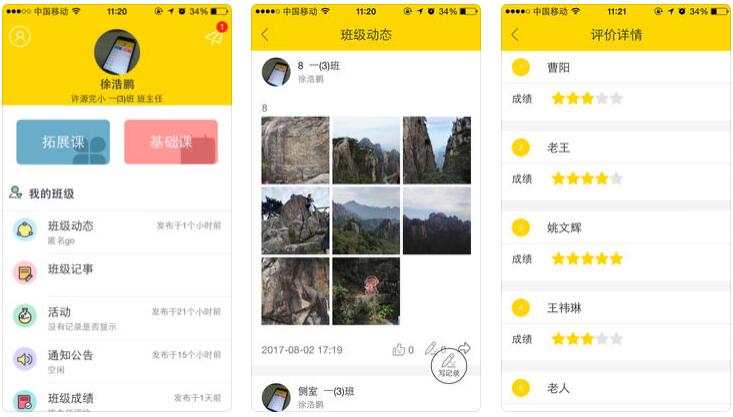 中国移动 11:20 34%
1
徐浩鹏
许源完小 一(3)班 班主任
拓展课 基础课
我的班级
班级动态 发布于1个小时前
匿名go
班级记事
活动 发布于21个小时前
没有记录是否显示
通知公告 发布于15个小时前
空闲
班级成绩 发布于1天前
中国移动 11:20 34%
班级动态
8 一(3)班
徐浩鹏
8
2017-08-02 17:19 0 0
写记录
侧室 一(3)班
徐浩鹏
中国移动 11:21 34%
评价详情
1 曹阳
成绩
2 老王
成绩
3 姚文辉
成绩
4 王祎琳
成绩
5 老人